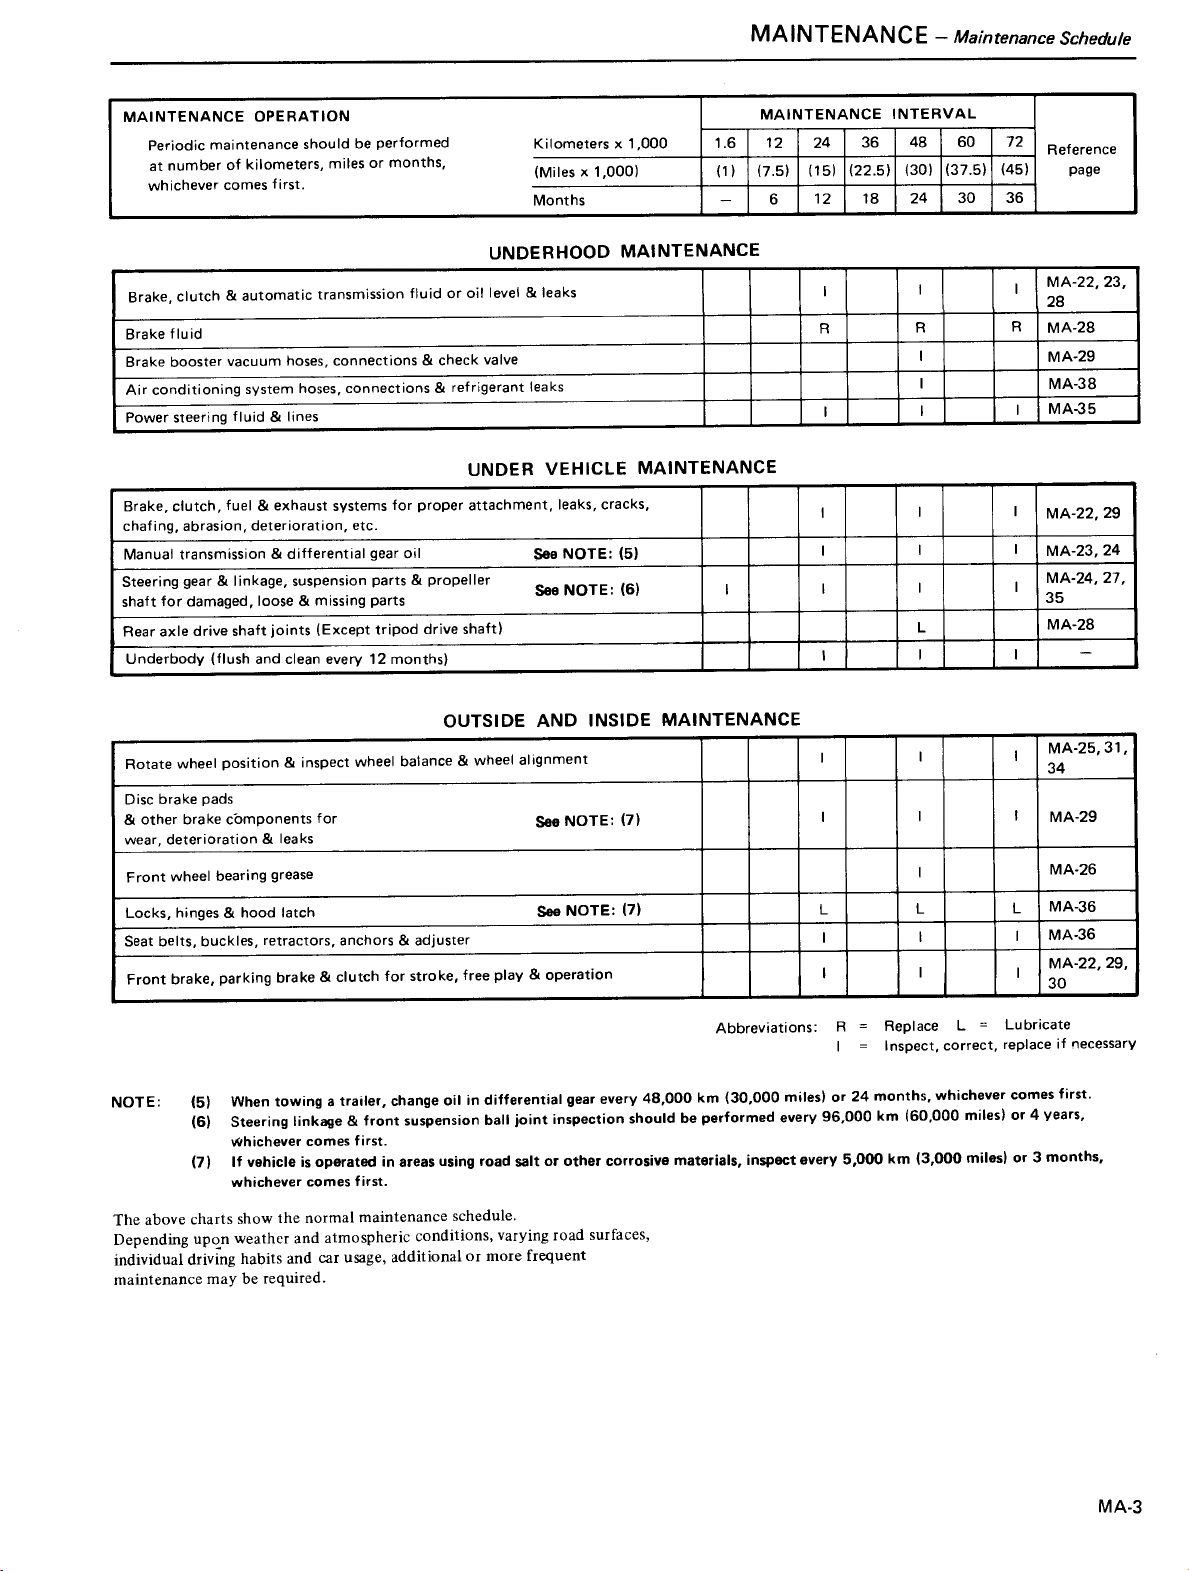 MAINTENANCE – Maintenance Schedule
MAINTENANCE OPERATION
Periodic maintenance should be performed
at number of kilometers, miles or months,
whichever comes first.
MAINTENANCE INTERVAL
Kilometers x 1,000 1.6 12 24 36 48 60 72
(Miles x 1,000) (1) (7.5) (15) (22.5) (30) (37.5) (45)
Months – 6 12 18 24 30 36
Reference
page
UNDERHOOD MAINTENANCE
Brake, clutch & automatic transmission fluid or oil level & leaks I I I MA-22, 23,
28
Brake fluid R R R MA-28
Brake booster vacuum hoses, connections & check valve I MA-29
Air conditioning system hoses, connections & refrigerant leaks I MA-38
Power steering fluid & lines I I I MA-35
UNDER VEHICLE MAINTENANCE
Brake, clutch, fuel & exhaust systems for proper attachment, leaks, cracks,
chafing, abrasion, deterioration, etc. I I I MA-22, 29
Manual transmission & differential gear oil See NOTE: (5) I I I MA-23, 24
Steering gear & linkage, suspension parts & propeller
shaft for damaged, loose & missing parts See NOTE: (6) I I I I MA-24, 27,
35
Rear axle drive shaft joints (Except tripod drive shaft) L MA-28
Underbody (flush and clean every 12 months) I I I –
OUTSIDE AND INSIDE MAINTENANCE
Rotate wheel position & inspect wheel balance & wheel alignment I I I MA-25, 31,
34
Disc brake pads
& other brake components for See NOTE: (7) I I I MA-29
wear, deterioration & leaks
Front wheel bearing grease I MA-26
Locks, hinges & hood latch See NOTE: (7) L L L MA-36
Seat belts, buckles, retractors, anchors & adjuster I I I MA-36
Front brake, parking brake & clutch for stroke, free play & operation I I I MA-22, 29,
30
Abbreviations: R = Replace L = Lubricate
I = Inspect, correct, replace if necessary
NOTE: (5) When towing a trailer, change oil in differential gear every 48,000 km (30,000 miles) or 24 months, whichever comes first.
(6) Steering linkage & front suspension ball joint inspection should be performed every 96,000 km (60,000 miles) or 4 years,
whichever comes first.
(7) If vehicle is operated in areas using road salt or other corrosive materials, inspect every 5,000 km (3,000 miles) or 3 months,
whichever comes first.
The above charts show the normal maintenance schedule.
Depending upon weather and atmospheric conditions, varying road surfaces,
individual driving habits and car usage, additional or more frequent
maintenance may be required.
MA-3